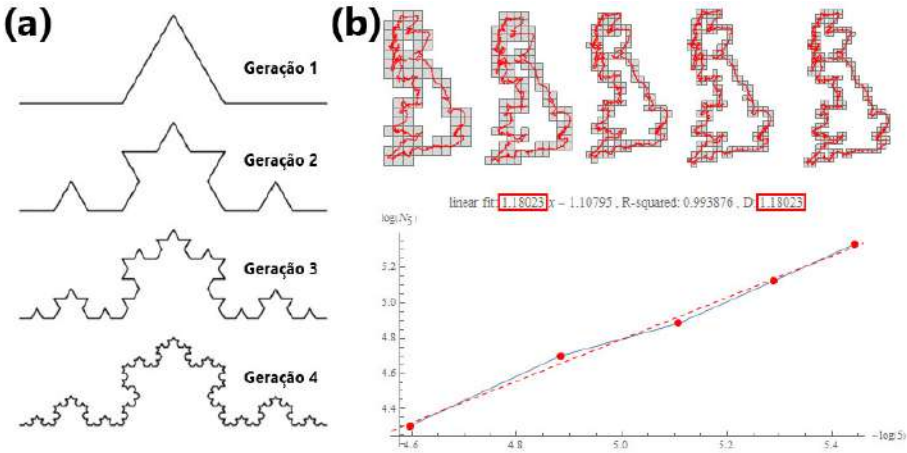 (a)
Geração 1
Geração 2
Geração 3
Geração 4
(b)
linear fit: 1.18023 x − 1.10795 , R-squared: 0.993876 , D: 1.18023
log(N_δ)
5.2
5.0
4.8
4.6
4.4
4.6
4.8
5.0
5.2
5.4
−log(δ)